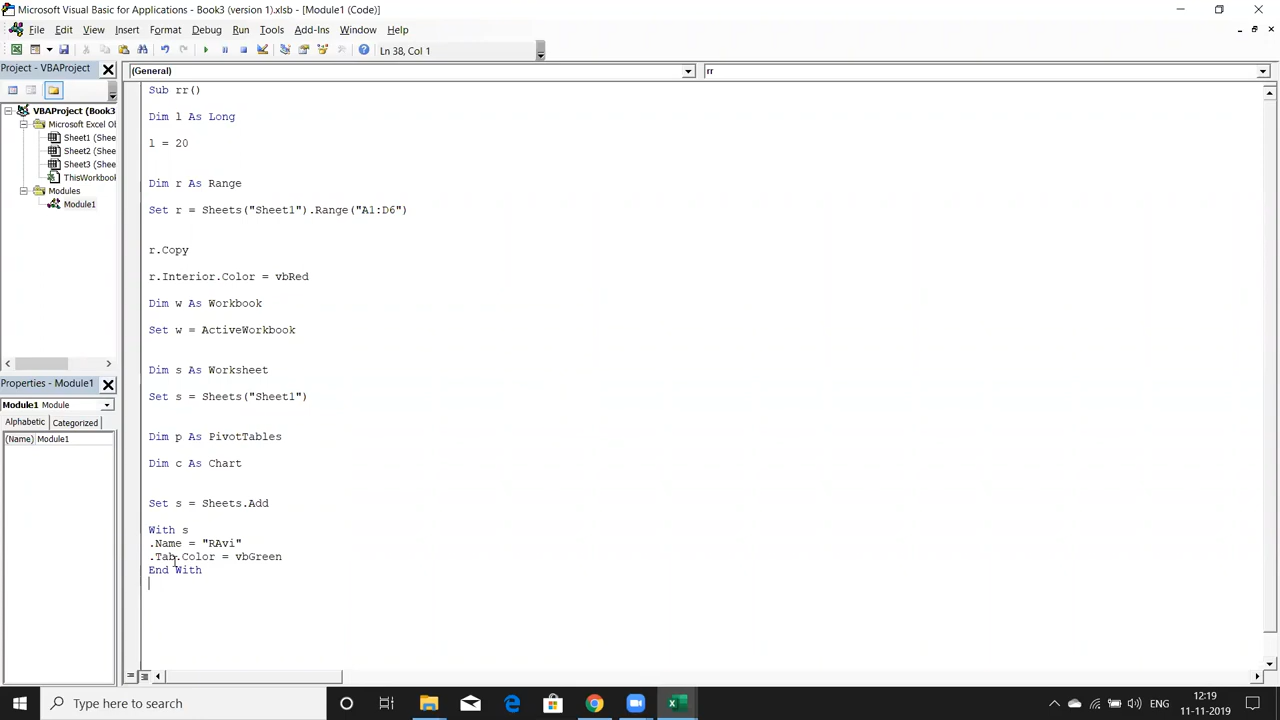 Microsoft Visual Basic for Applications - Book3 (version 1).xlsb - [Module1 (Code)]
File Edit View Insert Format Debug Run Tools Add-Ins Window Help
Ln 38, Col 1
Project - VBAProject
(General)
rr
VBAProject (Book3
Microsoft Excel Ol
Sheet1 (Shee
Sheet2 (Shee
Sheet3 (Shee
ThisWorkbook
Modules
Module1
Properties - Module1
Module1 Module
Alphabetic Categorized
(Name) Module1
Sub rr()
Dim l As Long
l = 20
Dim r As Range
Set r = Sheets("Sheet1").Range("A1:D6")
r.Copy
r.Interior.Color = vbRed
Dim w As Workbook
Set w = ActiveWorkbook
Dim s As Worksheet
Set s = Sheets("Sheet1")
Dim p As PivotTables
Dim c As Chart
Set s = Sheets.Add
With s
.Name = "RAvi"
.Tab.Color = vbGreen
End With
Type here to search
ENG
12:19
11-11-2019